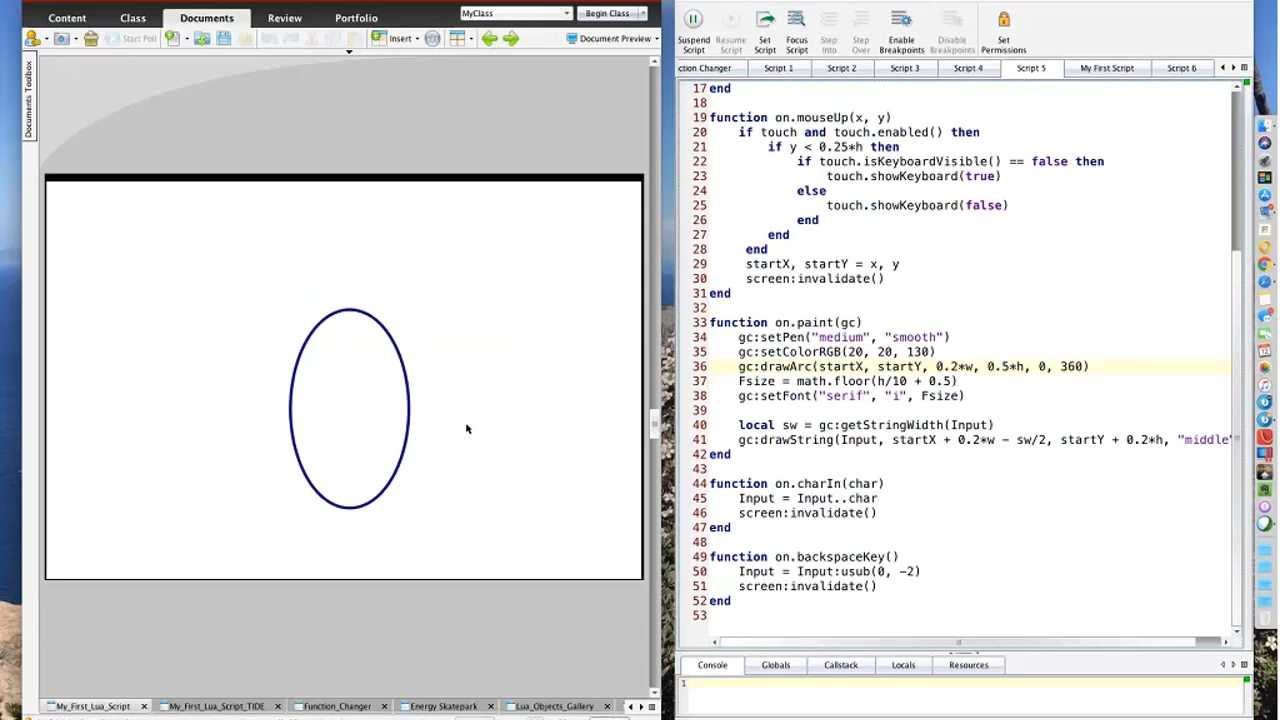 Content Class Documents Review Portfolio MyClass Begin Class
Start Poll Insert Document Preview
Documents Toolbox
Suspend Script Resume Script Set Script Focus Script Step Into Step Over Enable Breakpoints Disable Breakpoints Set Permissions
ction Changer Script 1 Script 2 Script 3 Script 4 Script 5 My First Script Script 6
17 end
18
19 function on.mouseUp(x, y)
20 if touch and touch.enabled() then
21 if y < 0.25*h then
22 if touch.isKeyboardVisible() == false then
23 touch.showKeyboard(true)
24 else
25 touch.showKeyboard(false)
26 end
27 end
28 end
29 startX, startY = x, y
30 screen:invalidate()
31 end
32
33 function on.paint(gc)
34 gc:setPen("medium", "smooth")
35 gc:setColorRGB(20, 20, 130)
36 gc:drawArc(startX, startY, 0.2*w, 0.5*h, 0, 360)
37 Fsize = math.floor(h/10 + 0.5)
38 gc:setFont("serif", "i", Fsize)
39
40 local sw = gc:getStringWidth(Input)
41 gc:drawString(Input, startX + 0.2*w - sw/2, startY + 0.2*h, "middle"
42 end
43
44 function on.charIn(char)
45 Input = Input..char
46 screen:invalidate()
47 end
48
49 function on.backspaceKey()
50 Input = Input:usub(0, -2)
51 screen:invalidate()
52 end
53
Console Globals Callstack Locals Resources
1
My_First_Lua_Script My_First_Lua_Script_TIDE Function_Changer Energy Skatepark Lua_Objects_Gallery